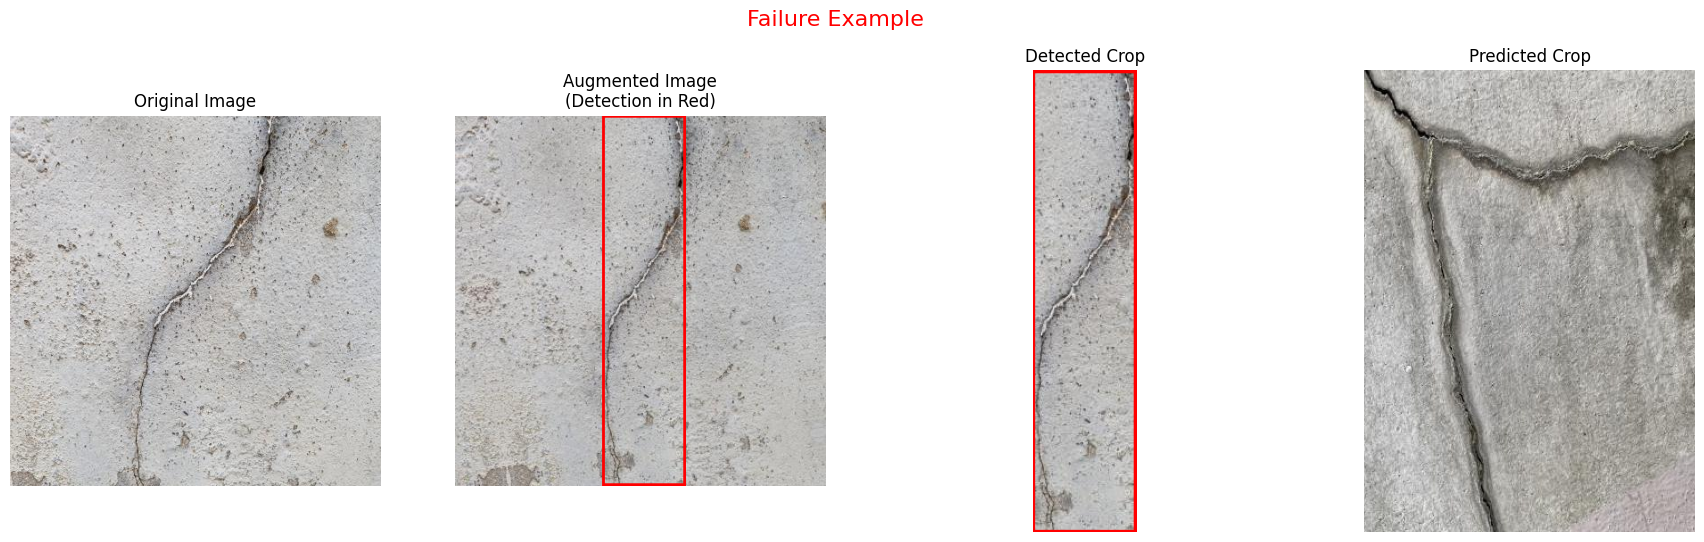 Failure Example
Original Image
Augmented Image
(Detection in Red)
Detected Crop
Predicted Crop